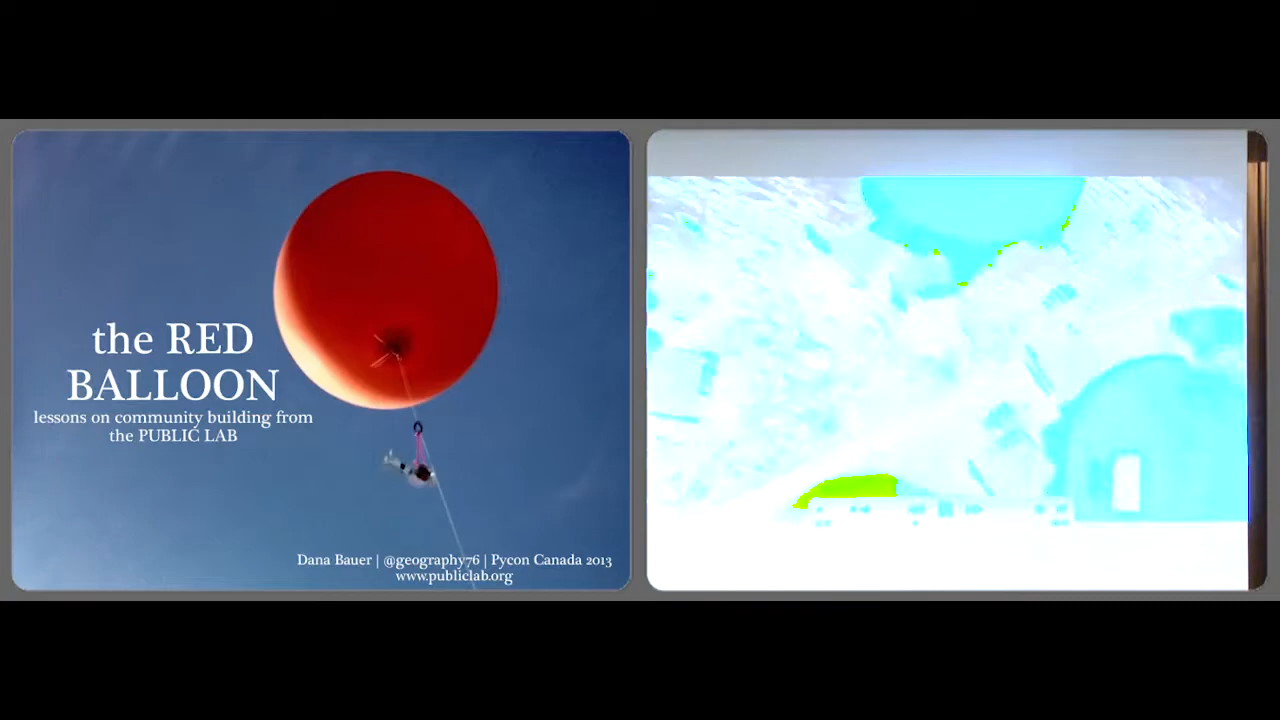 the RED
BALLOON
lessons on community building from
the PUBLIC LAB
Dana Bauer | @geography76 | Pycon Canada 2013
www.publiclab.org